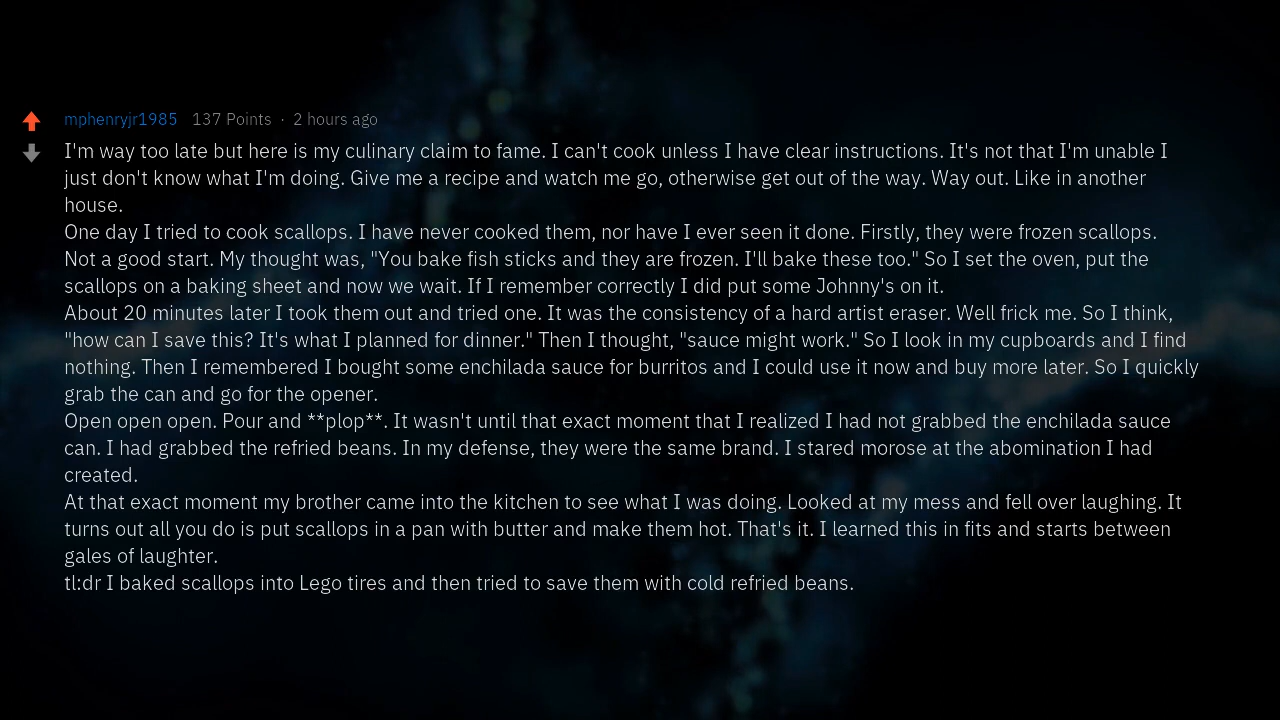 mphenryjr1985 137 Points · 2 hours ago
I'm way too late but here is my culinary claim to fame. I can't cook unless I have clear instructions. It's not that I'm unable I
just don't know what I'm doing. Give me a recipe and watch me go, otherwise get out of the way. Way out. Like in another
house.
One day I tried to cook scallops. I have never cooked them, nor have I ever seen it done. Firstly, they were frozen scallops.
Not a good start. My thought was, "You bake fish sticks and they are frozen. I'll bake these too." So I set the oven, put the
scallops on a baking sheet and now we wait. If I remember correctly I did put some Johnny's on it.
About 20 minutes later I took them out and tried one. It was the consistency of a hard artist eraser. Well frick me. So I think,
"how can I save this? It's what I planned for dinner." Then I thought, "sauce might work." So I look in my cupboards and I find
nothing. Then I remembered I bought some enchilada sauce for burritos and I could use it now and buy more later. So I quickly
grab the can and go for the opener.
Open open open. Pour and **plop**. It wasn't until that exact moment that I realized I had not grabbed the enchilada sauce
can. I had grabbed the refried beans. In my defense, they were the same brand. I stared morose at the abomination I had
created.
At that exact moment my brother came into the kitchen to see what I was doing. Looked at my mess and fell over laughing. It
turns out all you do is put scallops in a pan with butter and make them hot. That's it. I learned this in fits and starts between
gales of laughter.
tl:dr I baked scallops into Lego tires and then tried to save them with cold refried beans.